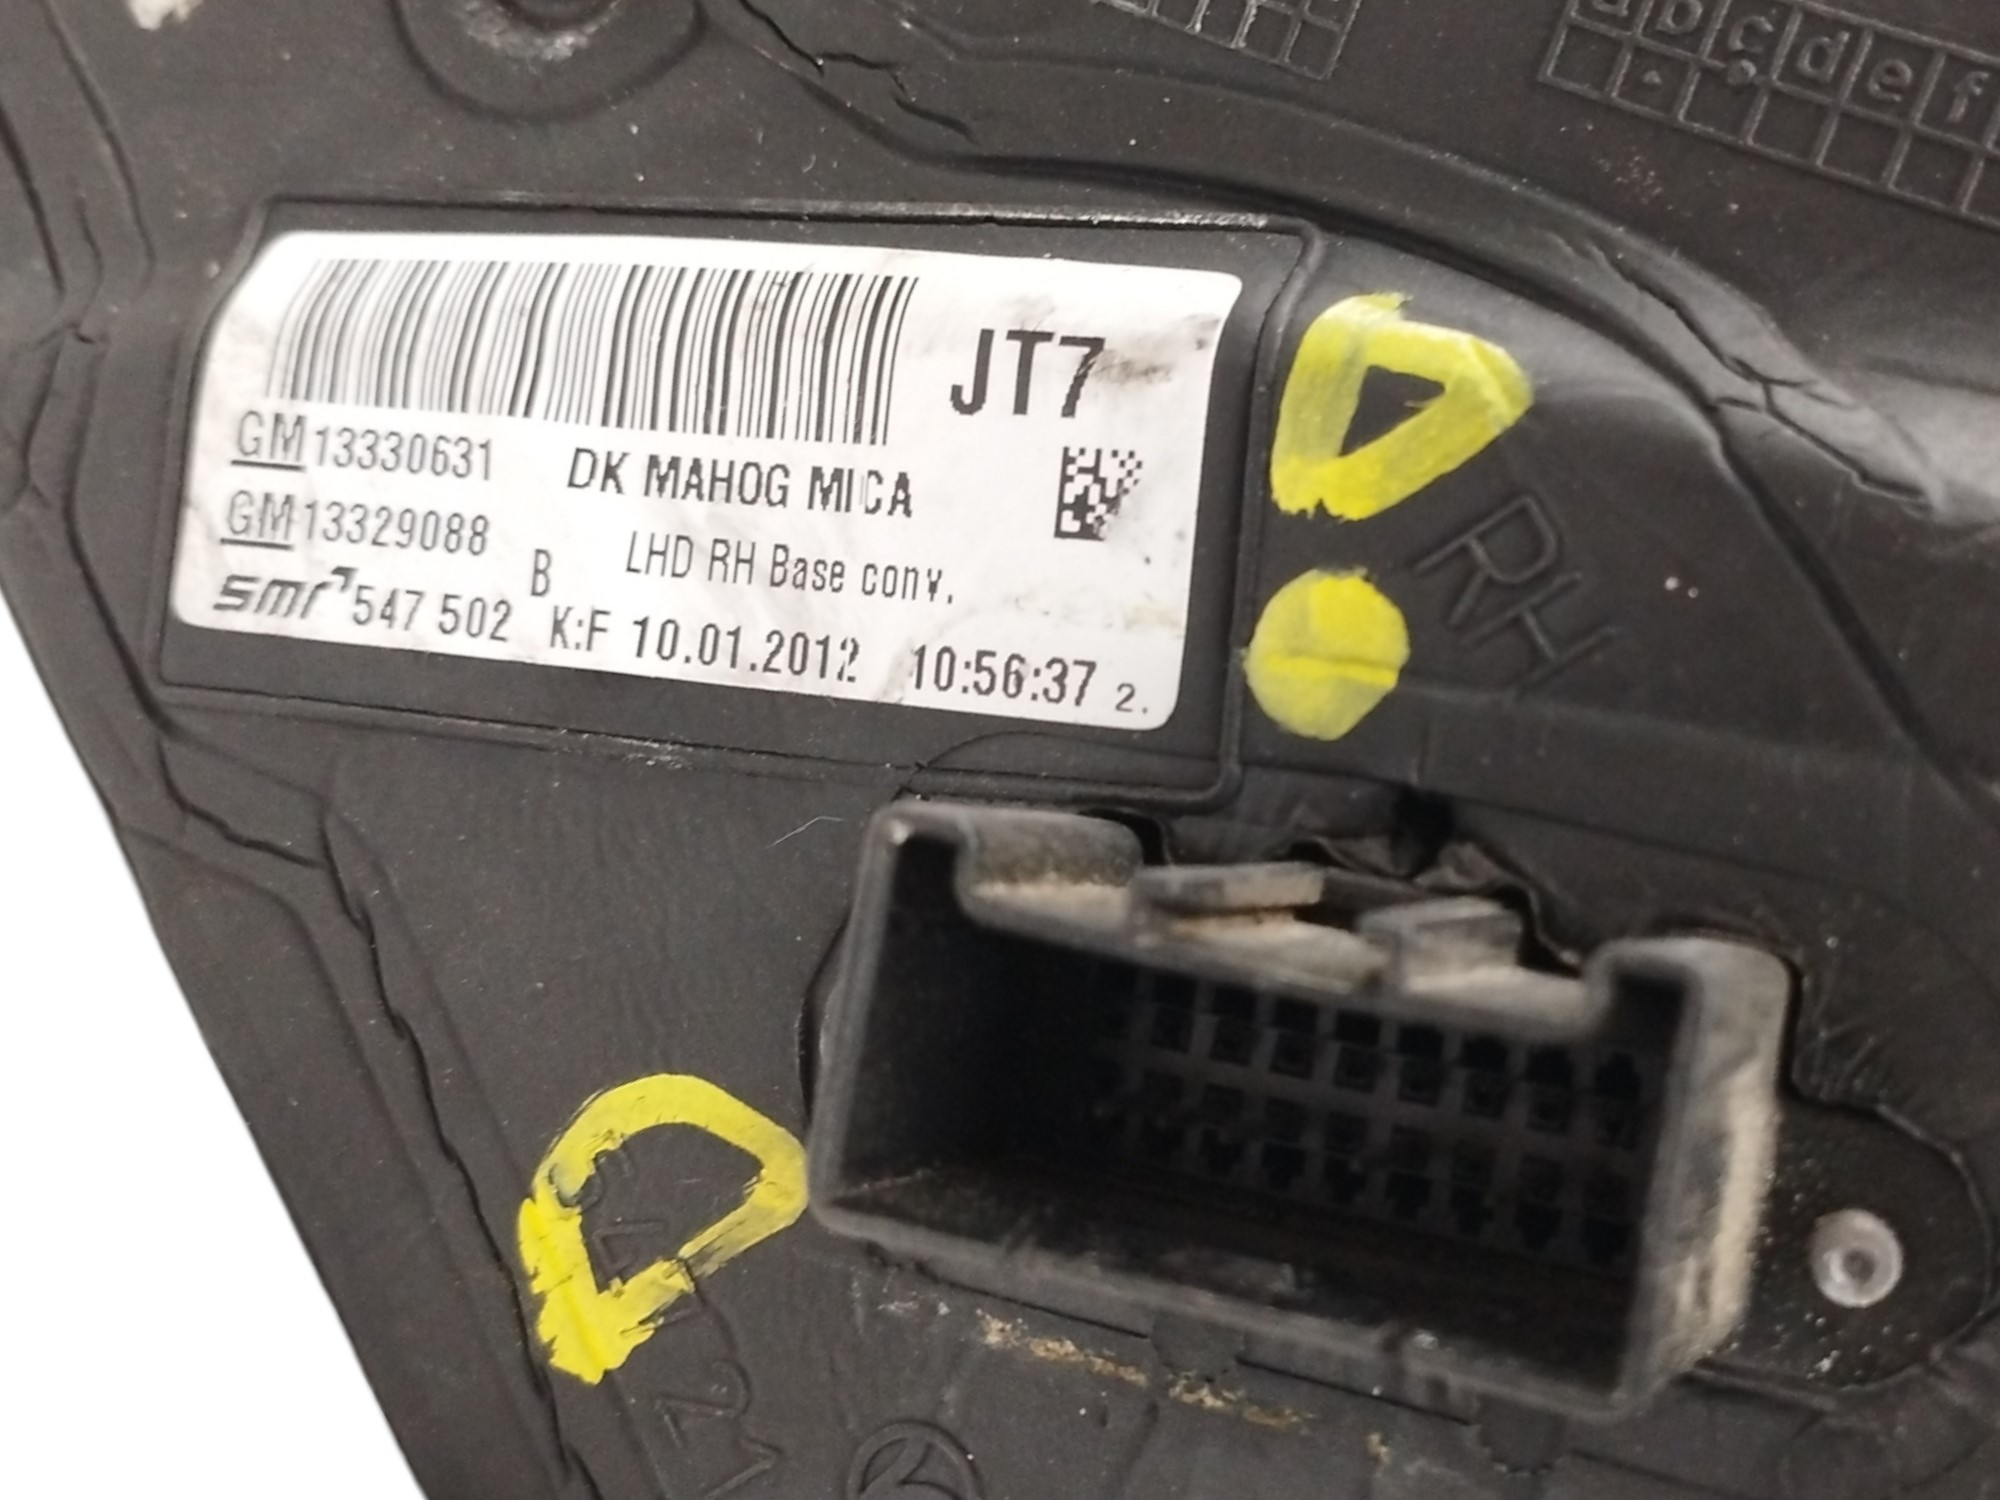 a b c d e f
JT7
GM 13330631 DK MAHOG MICA
GM 13329088 B LHD RH Base conv.
smr 547 502 K:F 10.01.2012 10:56:37 2.
RH